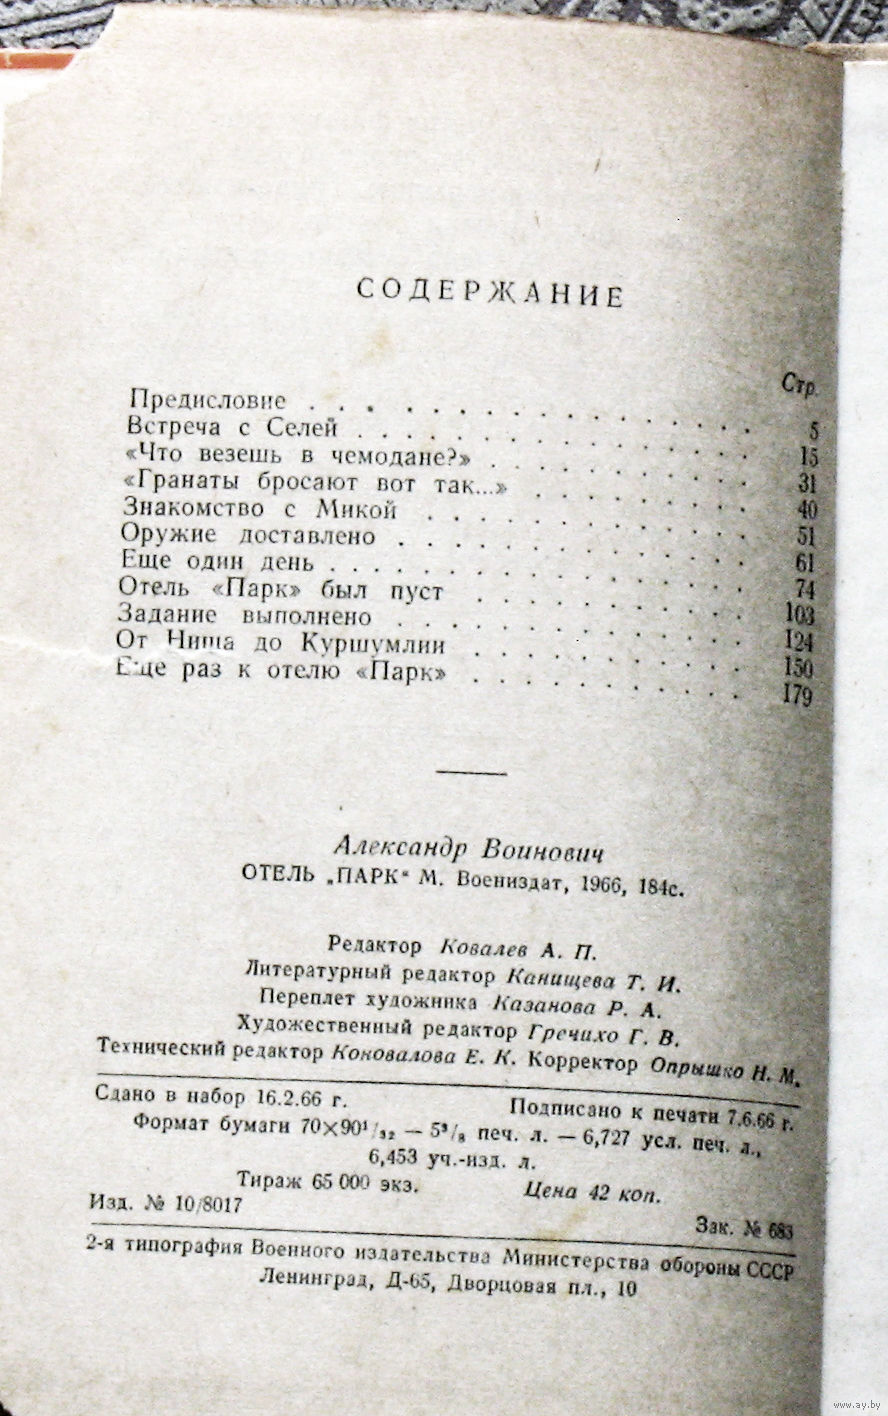 СОДЕРЖАНИЕ
Стр.
Предисловие . . . . . . . . . . . . 5
Встреча с Селей . . . . . . . . . . . 15
«Что везешь в чемодане?» . . . . . . . 31
«Гранаты бросают вот так...» . . . . . . 40
Знакомство с Микой . . . . . . . . . 51
Оружие доставлено . . . . . . . . . . 61
Еще один день . . . . . . . . . . . 74
Отель «Парк» был пуст . . . . . . . . 103
Задание выполнено . . . . . . . . . . 124
От Ниша до Куршумлии . . . . . . . . 150
Еще раз к отелю «Парк» . . . . . . . . 179
Александр Воинович
ОТЕЛЬ „ПАРК“ М. Воениздат, 1966, 184с.
Редактор Ковалев А. П.
Литературный редактор Канищева Т. И.
Переплет художника Казанова Р. А.
Художественный редактор Гречихо Г. В.
Технический редактор Коновалова Е. К. Корректор Опрышко Н. М.
Сдано в набор 16.2.66 г. Подписано к печати 7.6.66 г.
Формат бумаги 70×90¹/₃₂ — 5³/₄ печ. л. — 6,727 усл. печ. л.,
6,453 уч.-изд. л.
Тираж 65 000 экз. Цена 42 коп.
Изд. № 10/8017 Зак. № 683
2-я типография Военного издательства Министерства обороны СССР
Ленинград, Д-65, Дворцовая пл., 10
www.ay.by